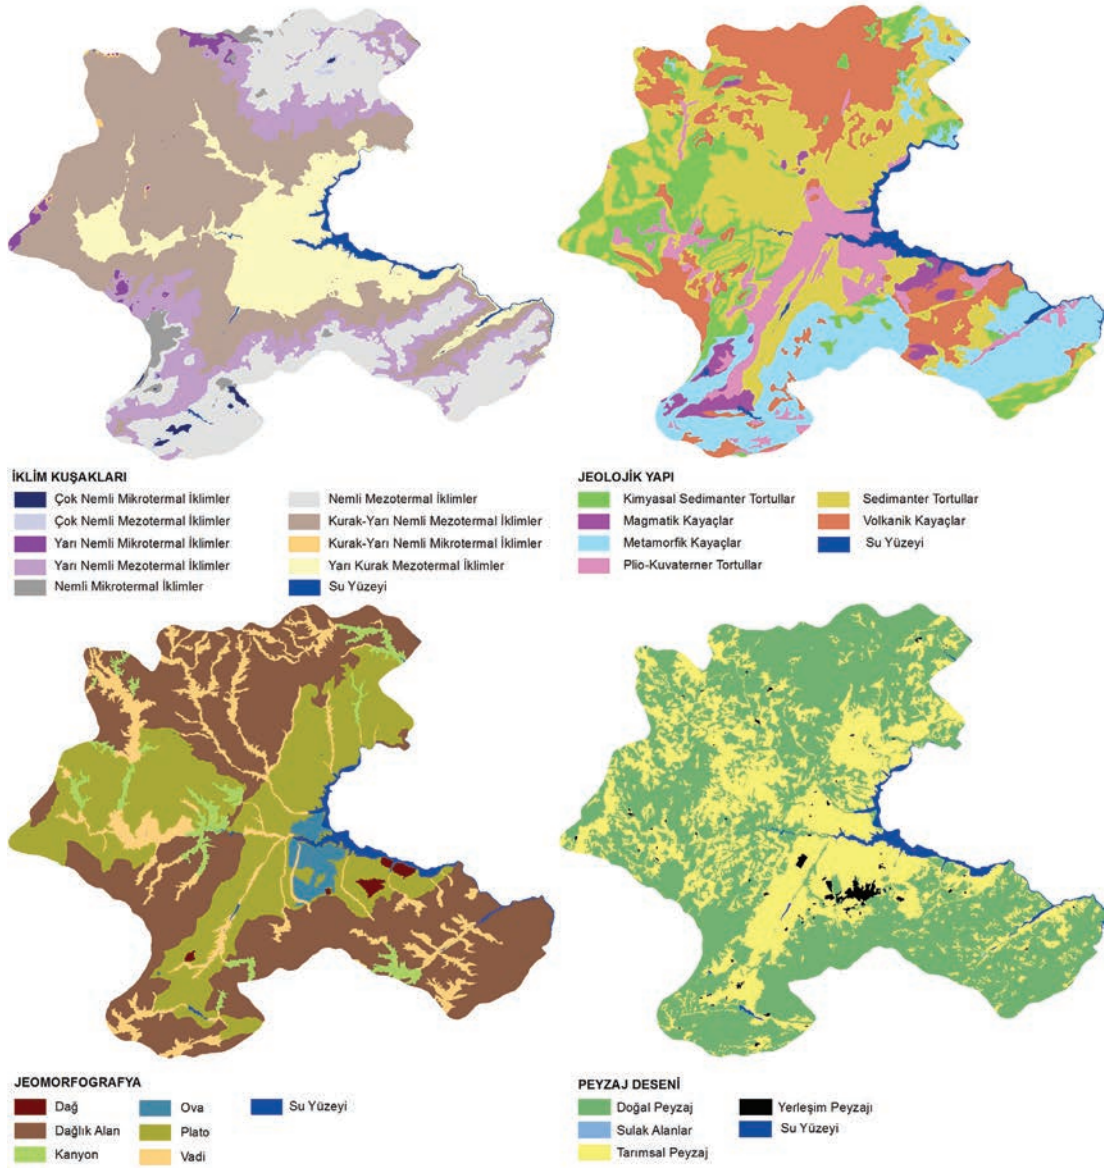 İKLİM KUŞAKLARI
Çok Nemli Mikrotermal İklimler
Çok Nemli Mezotermal İklimler
Yarı Nemli Mikrotermal İklimler
Yarı Nemli Mezotermal İklimler
Nemli Mikrotermal İklimler
Nemli Mezotermal İklimler
Kurak-Yarı Nemli Mezotermal İklimler
Kurak-Yarı Nemli Mikrotermal İklimler
Yarı Kurak Mezotermal İklimler
Su Yüzeyi
JEOLOJİK YAPI
Kimyasal Sedimanter Tortullar
Magmatik Kayaçlar
Metamorfik Kayaçlar
Plio-Kuvaterner Tortullar
Sedimanter Tortullar
Volkanik Kayaçlar
Su Yüzeyi
JEOMORFOGRAFYA
Dağ
Dağlık Alan
Kanyon
Ova
Plato
Vadi
Su Yüzeyi
PEYZAJ DESENİ
Doğal Peyzaj
Sulak Alanlar
Tarımsal Peyzaj
Yerleşim Peyzajı
Su Yüzeyi